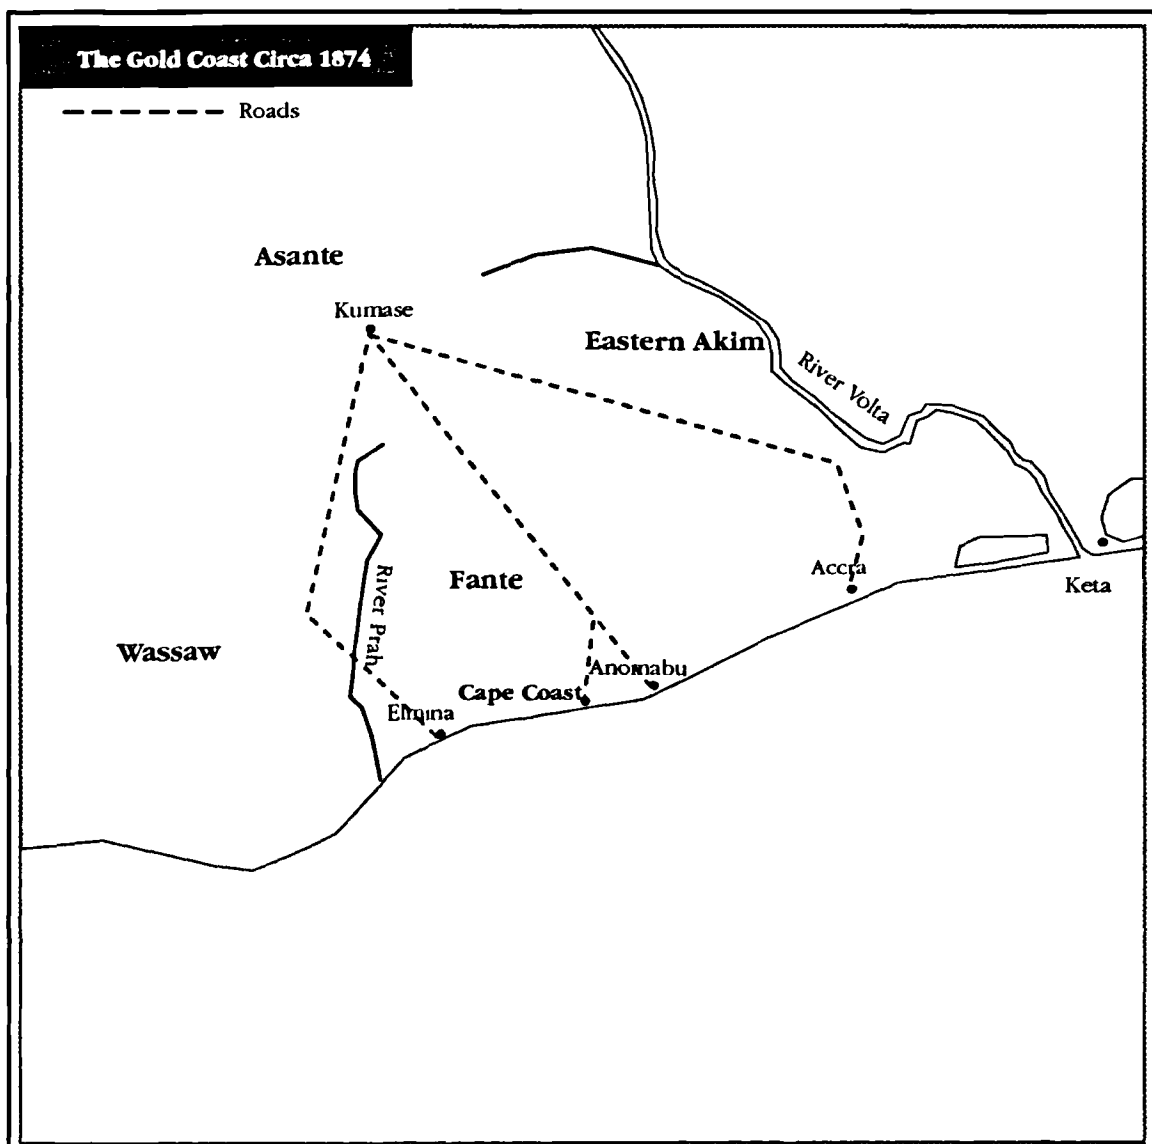 The Gold Coast Circa 1874
Roads
Asante
Kumase
Eastern Akim
River Volta
Accra
Keta
Fante
River Prah
Wassaw
Anomabu
Cape Coast
Elmina